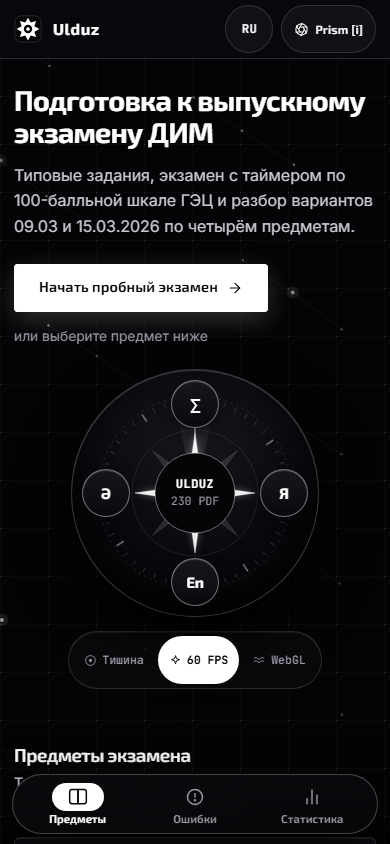 Ulduz
RU
Prism [i]
Подготовка к выпускному
экзамену ДИМ
Типовые задания, экзамен с таймером по
100-балльной шкале ГЭЦ и разбор вариантов
09.03 и 15.03.2026 по четырём предметам.
Начать пробный экзамен →
или выберите предмет ниже
Σ
Ə
ULDUZ
230 PDF
Я
En
Тишина
60 FPS
WebGL
Предметы экзамена
Предметы
Ошибки
Статистика